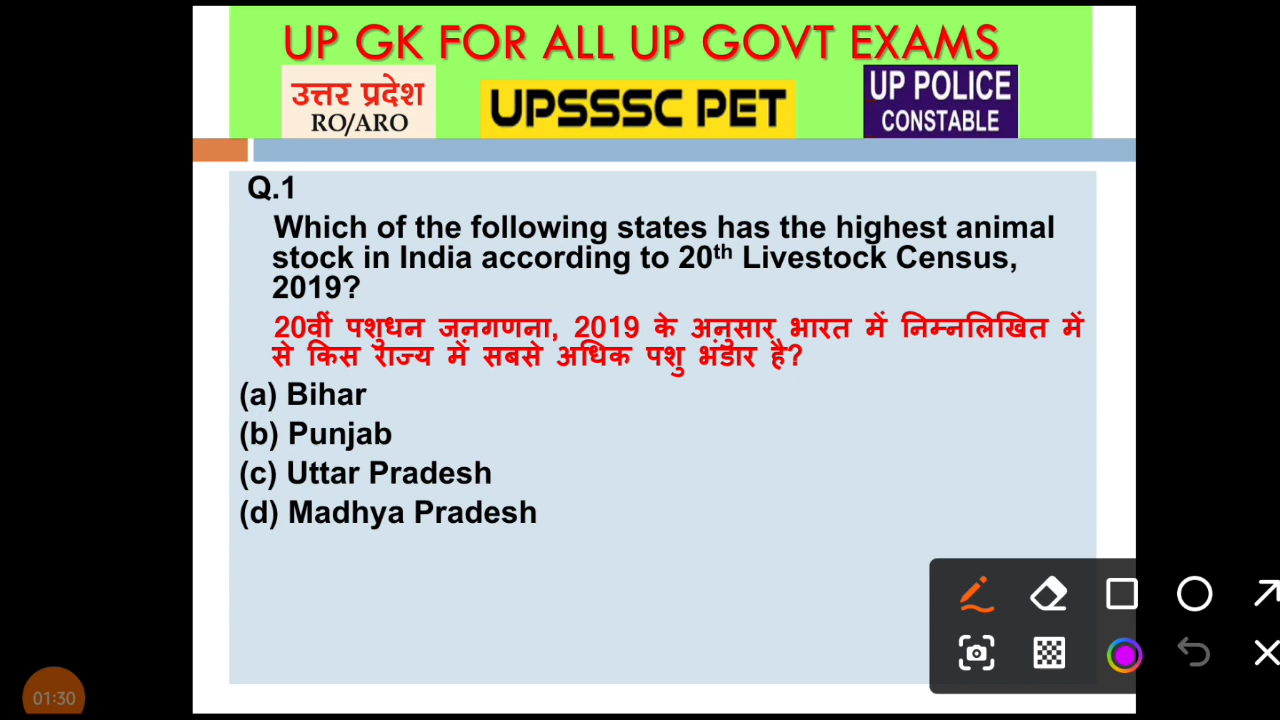 UP GK FOR ALL UP GOVT EXAMS
उत्तर प्रदेश
RO/ARO
UPSSSC PET
UP POLICE
CONSTABLE
Q.1
Which of the following states has the highest animal
stock in India according to 20th Livestock Census,
2019?
20वीं पशुधन जनगणना, 2019 के अनुसार भारत में निम्नलिखित में
से किस राज्य में सबसे अधिक पशु भंडार है?
(a) Bihar
(b) Punjab
(c) Uttar Pradesh
(d) Madhya Pradesh
01:30